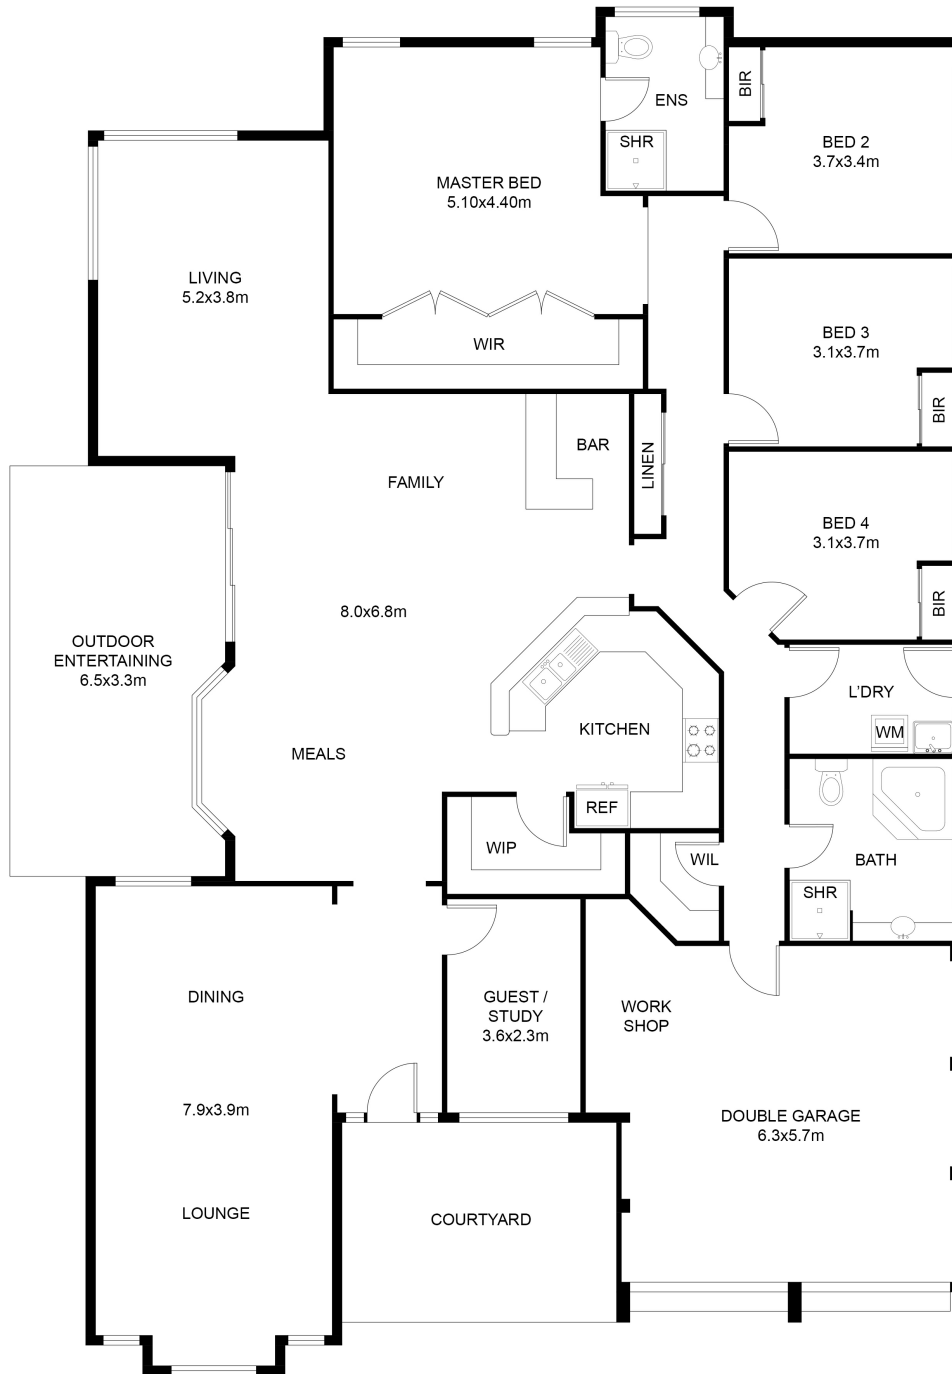 ENS
BIR
SHR
BED 2
3.7x3.4m
MASTER BED
5.10x4.40m
LIVING
5.2x3.8m
BED 3
3.1x3.7m
WIR
BIR
BAR
LINEN
FAMILY
BED 4
3.1x3.7m
BIR
8.0x6.8m
OUTDOOR
ENTERTAINING
6.5x3.3m
L'DRY
KITCHEN
WM
MEALS
REF
WIP
WIL
BATH
SHR
DINING
GUEST /
STUDY
3.6x2.3m
WORK
SHOP
7.9x3.9m
DOUBLE GARAGE
6.3x5.7m
LOUNGE
COURTYARD